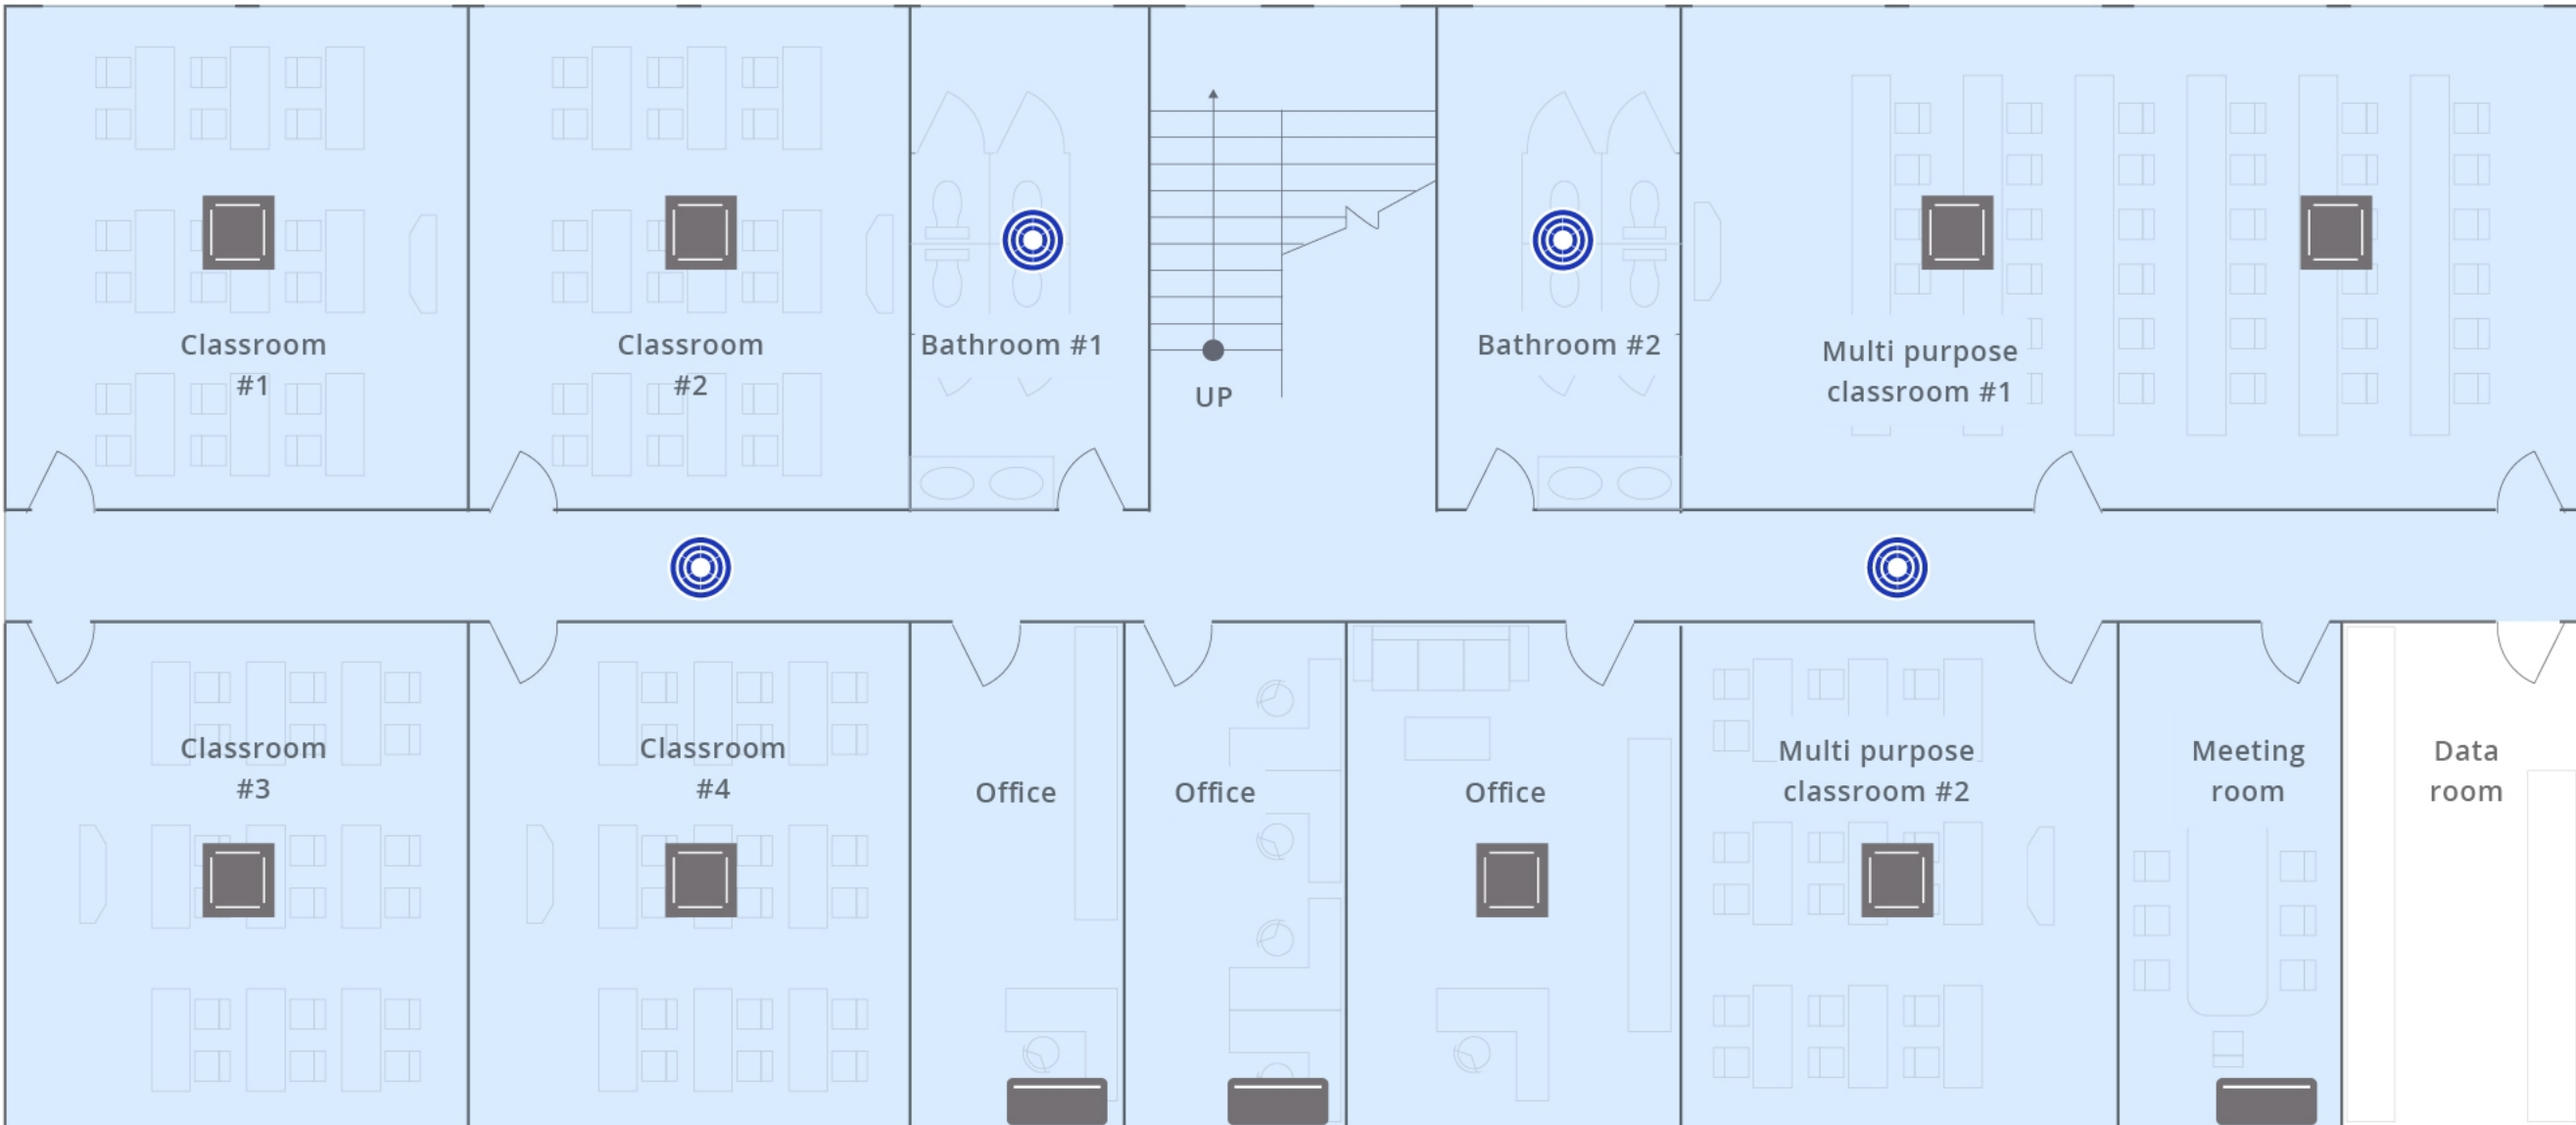 Classroom
#1
Classroom
#2
Bathroom #1
UP
Bathroom #2
Multi purpose
classroom #1
Classroom
#3
Classroom
#4
Office
Office
Office
Multi purpose
classroom #2
Meeting
room
Data
room